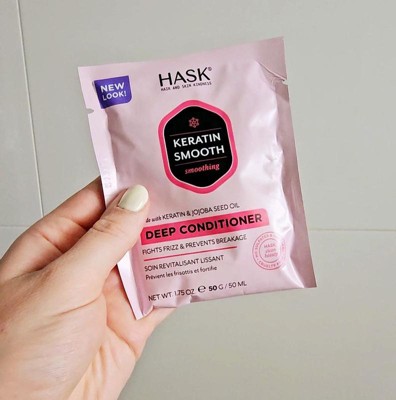 NEW
LOOK!
HASK
HAIR AND SKIN KINDNESS
KERATIN
SMOOTH
smoothing
with KERATIN & JOJOBA SEED OIL
DEEP CONDITIONER
FIGHTS FRIZZ & PREVENTS BREAKAGE
SOIN REVITALISANT LISSANT
Prévient les frisottis et fortifie
NET WT 1.75 OZ ℮ 50 G / 50 ML